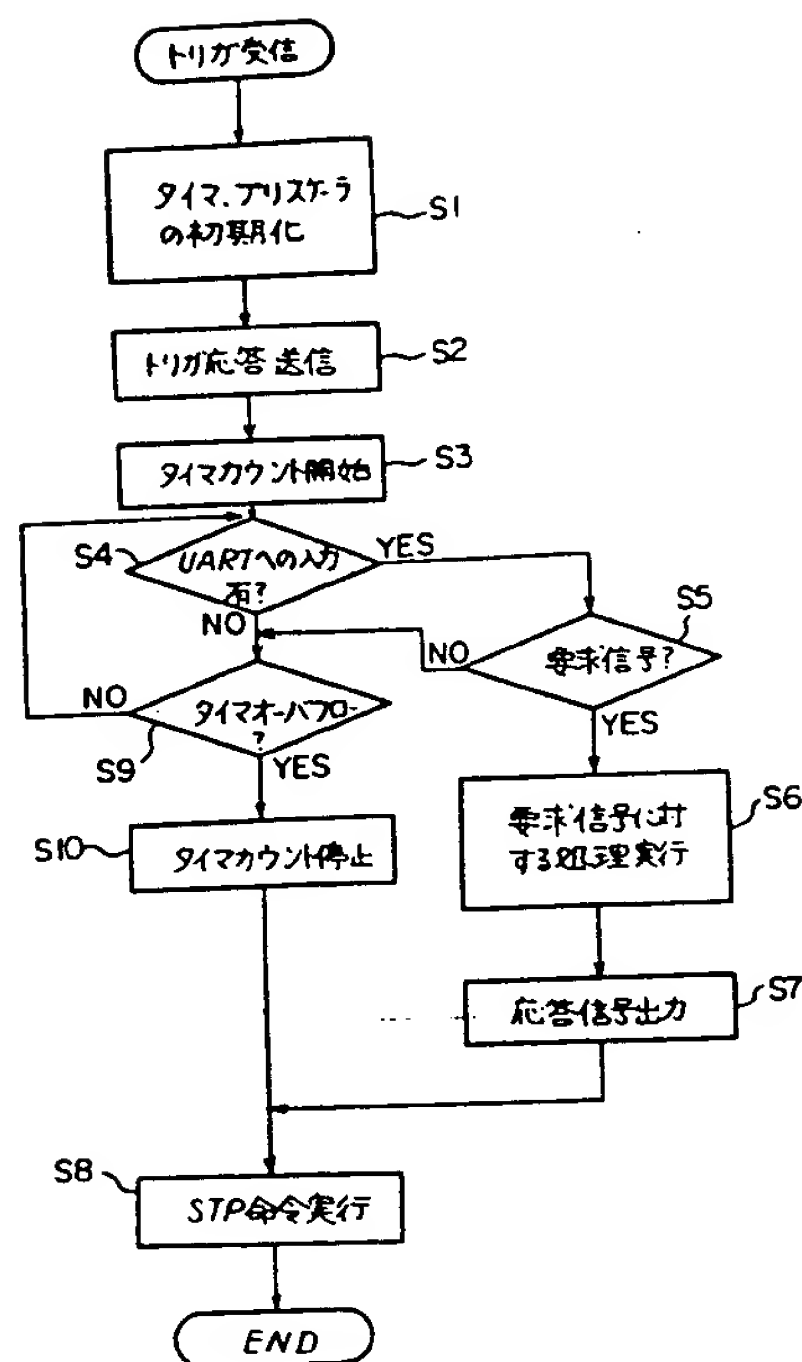 トリガ受信
タイマ、プリスケーラ
の初期化
S1
トリガ応答送信
S2
タイマカウント開始
S3
S4
UARTへの入力
有?
YES
NO
S5
要求信号?
NO
YES
タイマオーバフロー
?
NO
S9
YES
S6
要求信号に対
する処理実行
S10
タイマカウント停止
S7
応答信号出力
S8
STP命令実行
END